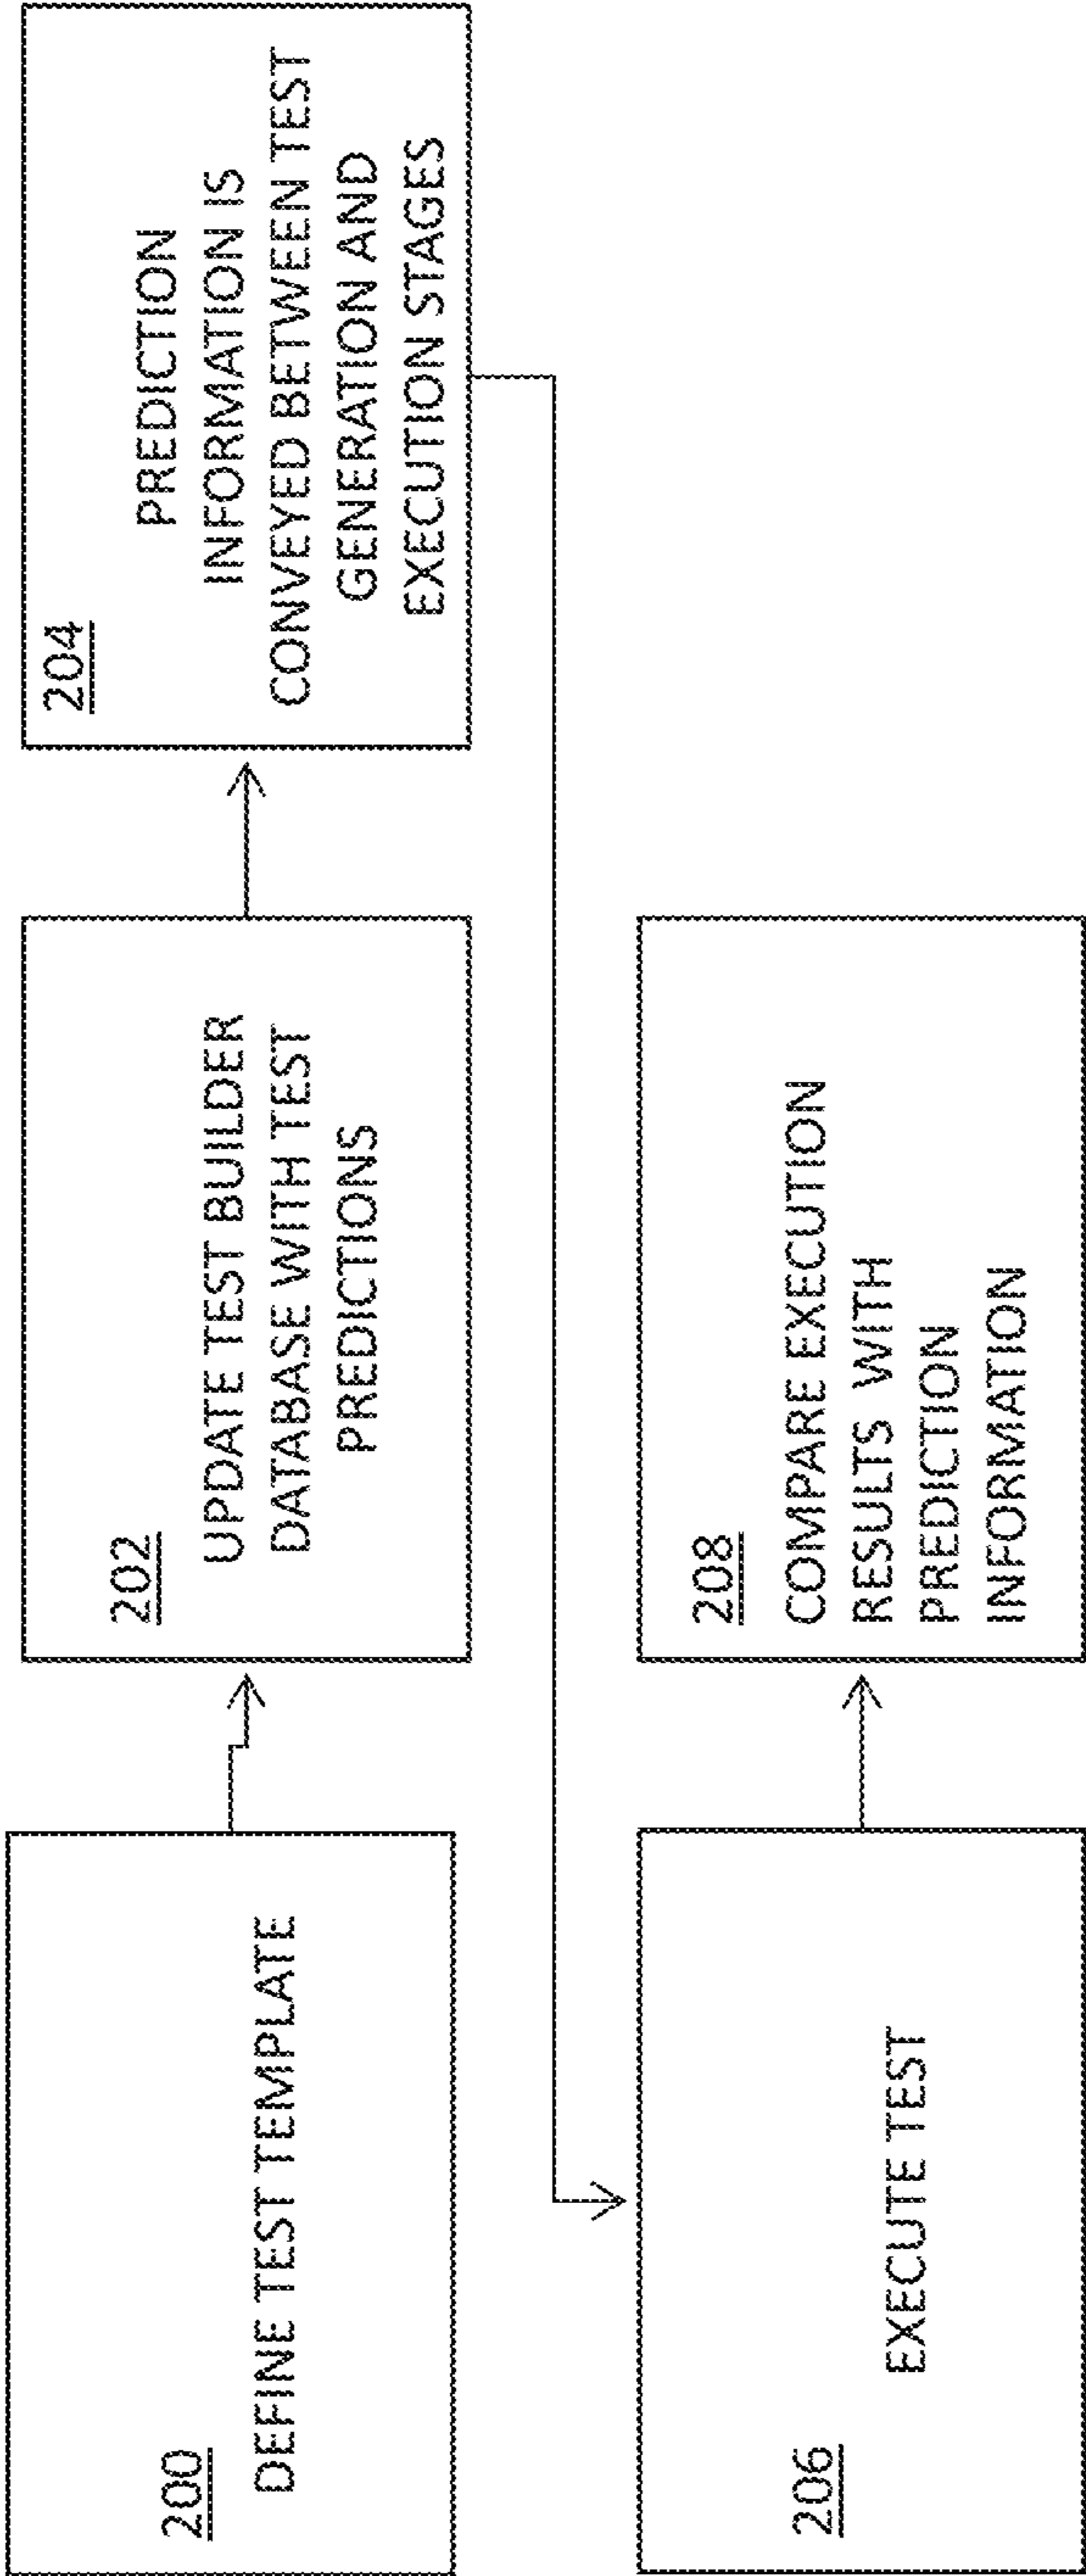 200
DEFINE TEST TEMPLATE
202
UPDATE TEST BUILDER
DATABASE WITH TEST
PREDICTIONS
204
PREDICTION
INFORMATION IS
CONVEYED BETWEEN TEST
GENERATION AND
EXECUTION STAGES
206
EXECUTE TEST
208
COMPARE EXECUTION
RESULTS WITH
PREDICTION
INFORMATION